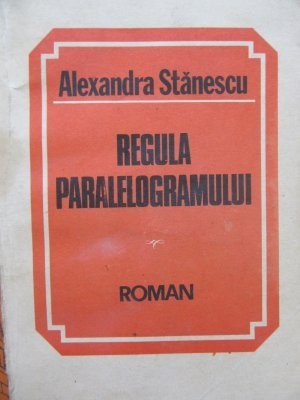 Alexandra Stănescu
REGULA
PARALELOGRAMULUI
ROMAN